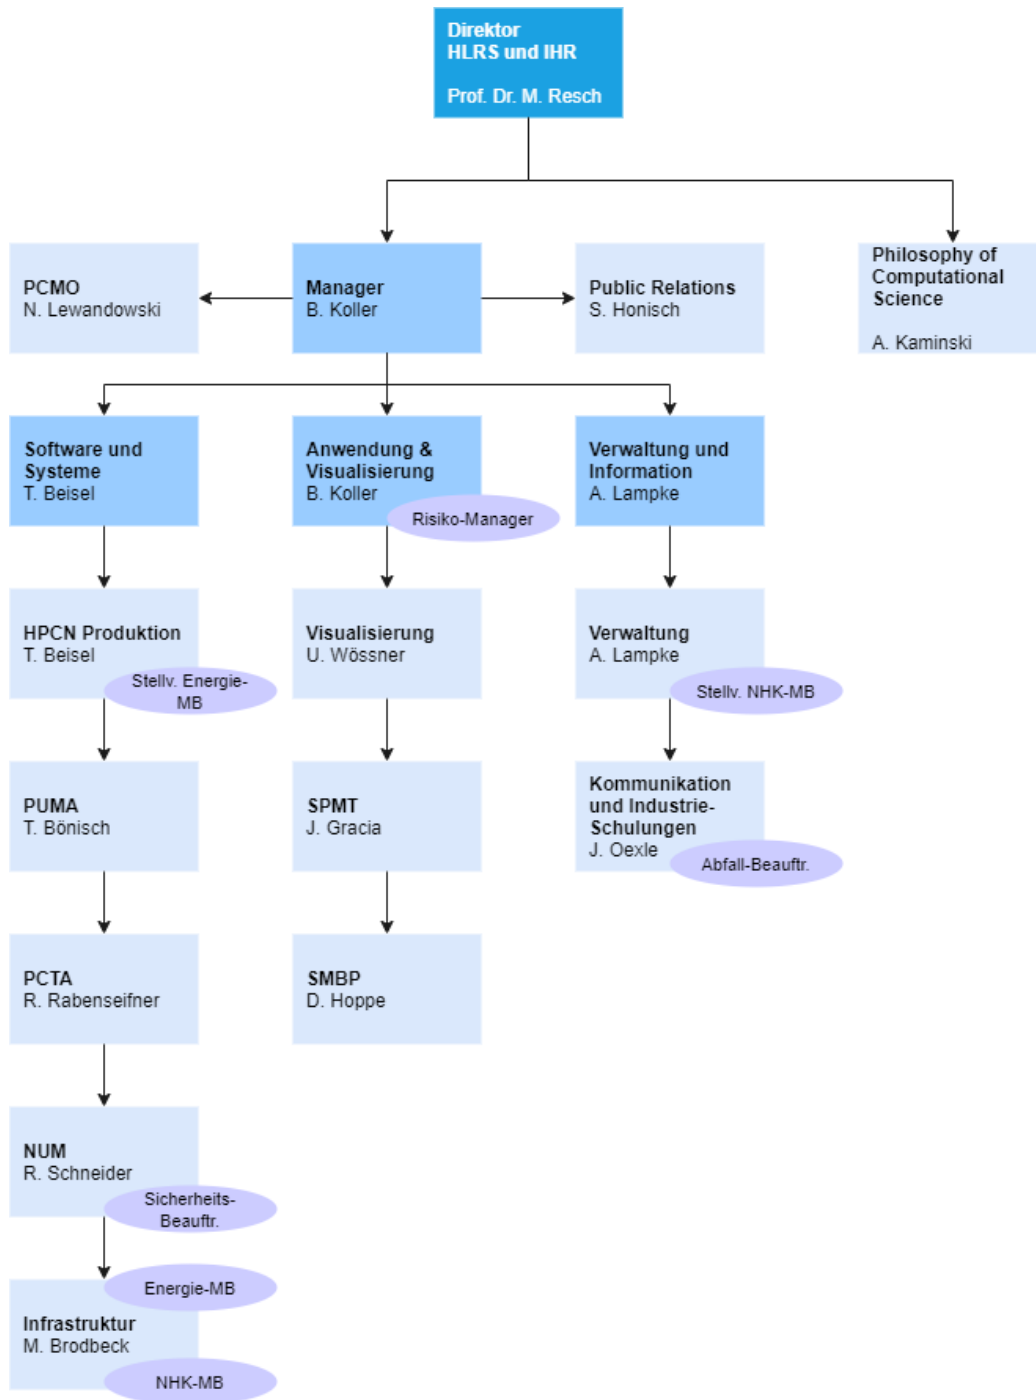 Direktor
HLRS und IHR
Prof. Dr. M. Resch
PCMO
N. Lewandowski
Manager
B. Koller
Public Relations
S. Honisch
Philosophy of
Computational
Science
A. Kaminski
Software und
Systeme
T. Beisel
Anwendung &
Visualisierung
B. Koller
Risiko-Manager
Verwaltung und
Information
A. Lampke
HPCN Produktion
T. Beisel
Stellv. Energie-
MB
Visualisierung
U. Wössner
Verwaltung
A. Lampke
Stellv. NHK-MB
PUMA
T. Bönisch
SPMT
J. Gracia
Kommunikation
und Industrie-
Schulungen
J. Oexle
Abfall-Beauftr.
PCTA
R. Rabenseifner
SMBP
D. Hoppe
NUM
R. Schneider
Sicherheits-
Beauftr.
Energie-MB
Infrastruktur
M. Brodbeck
NHK-MB